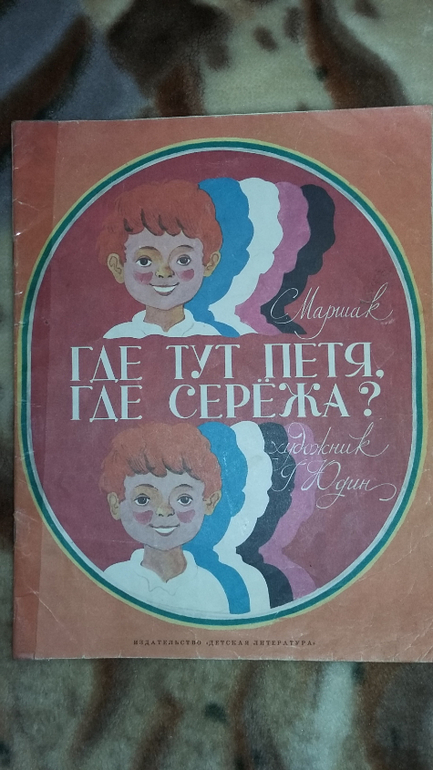 С Маршак
ГДЕ ТУТ ПЕТЯ,
ГДЕ СЕРЁЖА?
художник
Г Юдин
ИЗДАТЕЛЬСТВО «ДЕТСКАЯ ЛИТЕРАТУРА»